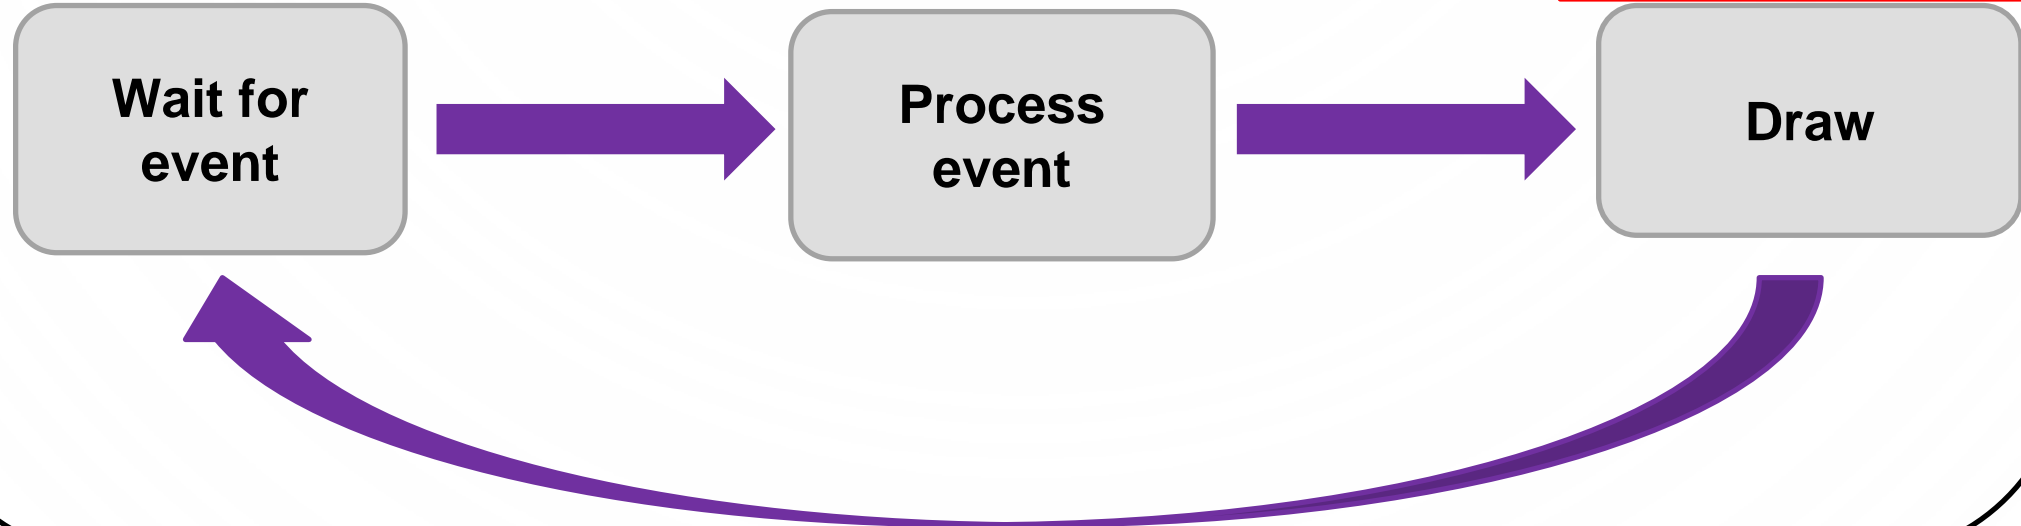 Wait for
event
Process
event
Draw